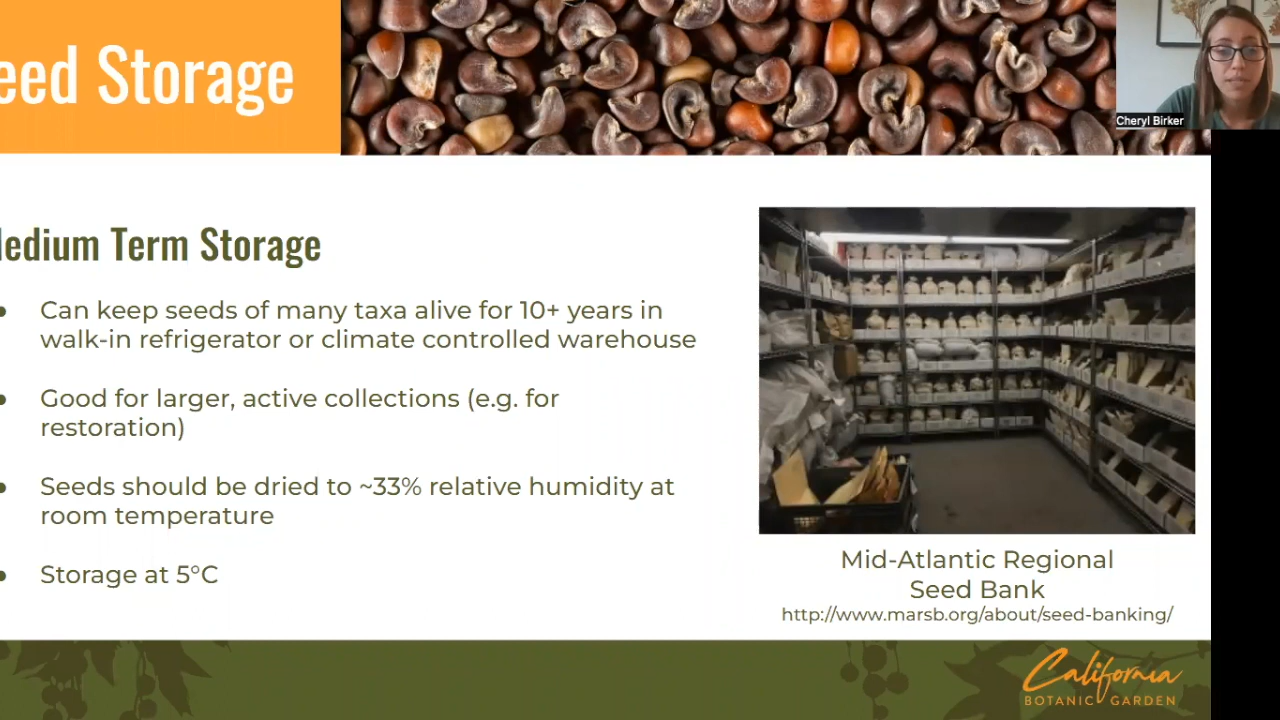 eed Storage
Cheryl Birker
edium Term Storage
• Can keep seeds of many taxa alive for 10+ years in
walk-in refrigerator or climate controlled warehouse
• Good for larger, active collections (e.g. for
restoration)
• Seeds should be dried to ~33% relative humidity at
room temperature
• Storage at 5°C
Mid-Atlantic Regional
Seed Bank
http://www.marsb.org/about/seed-banking/
California
BOTANIC GARDEN